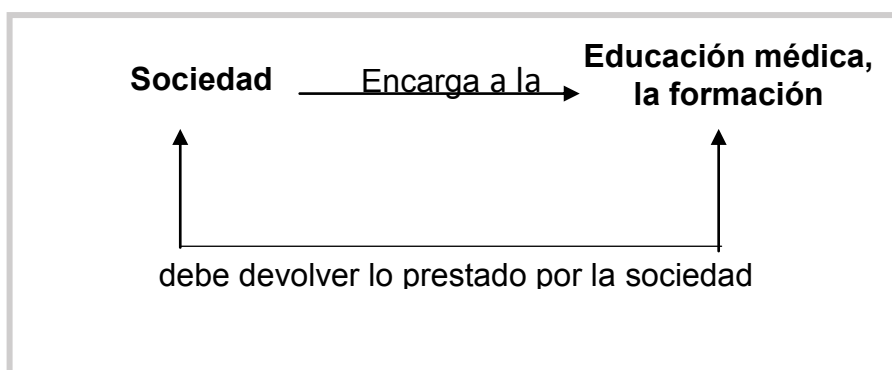 Sociedad
Encarga a la
Educación médica,
la formación
debe devolver lo prestado por la sociedad